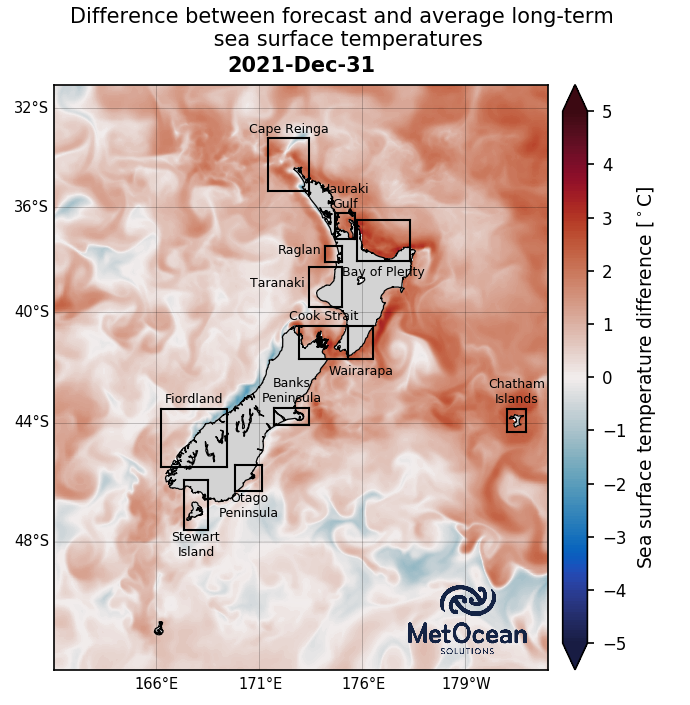 Difference between forecast and average long-term
sea surface temperatures
2021-Dec-31
32°S
36°S
40°S
44°S
48°S
166°E
171°E
176°E
179°W
Cape Reinga
Hauraki
Gulf
Raglan
Bay of Plenty
Taranaki
Cook Strait
Wairarapa
Banks
Peninsula
Fiordland
Chatham
Islands
Otago
Peninsula
Stewart
Island
MetOcean
SOLUTIONS
5
4
3
2
1
0
−1
−2
−3
−4
−5
Sea surface temperature difference [°C]